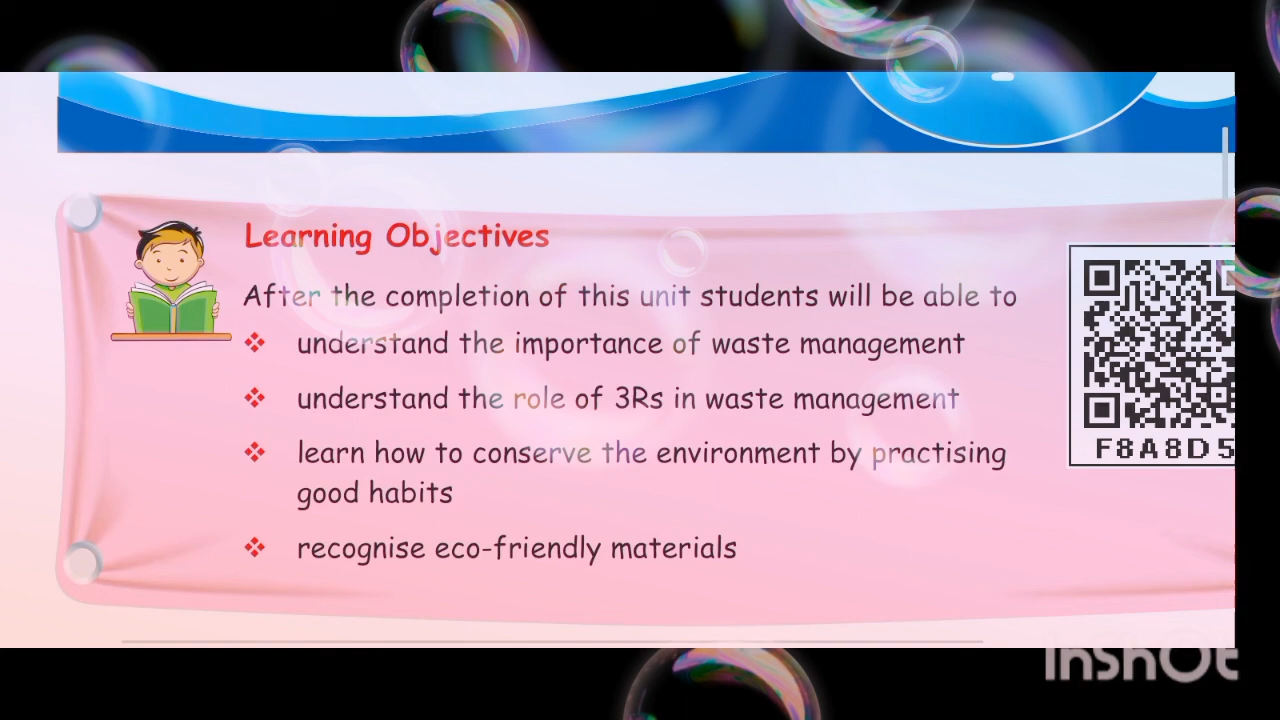 Learning Objectives
After the completion of this unit students will be able to
❖ understand the importance of waste management
❖ understand the role of 3Rs in waste management
❖ learn how to conserve the environment by practising
good habits
❖ recognise eco-friendly materials
F8A8D5
InShOt